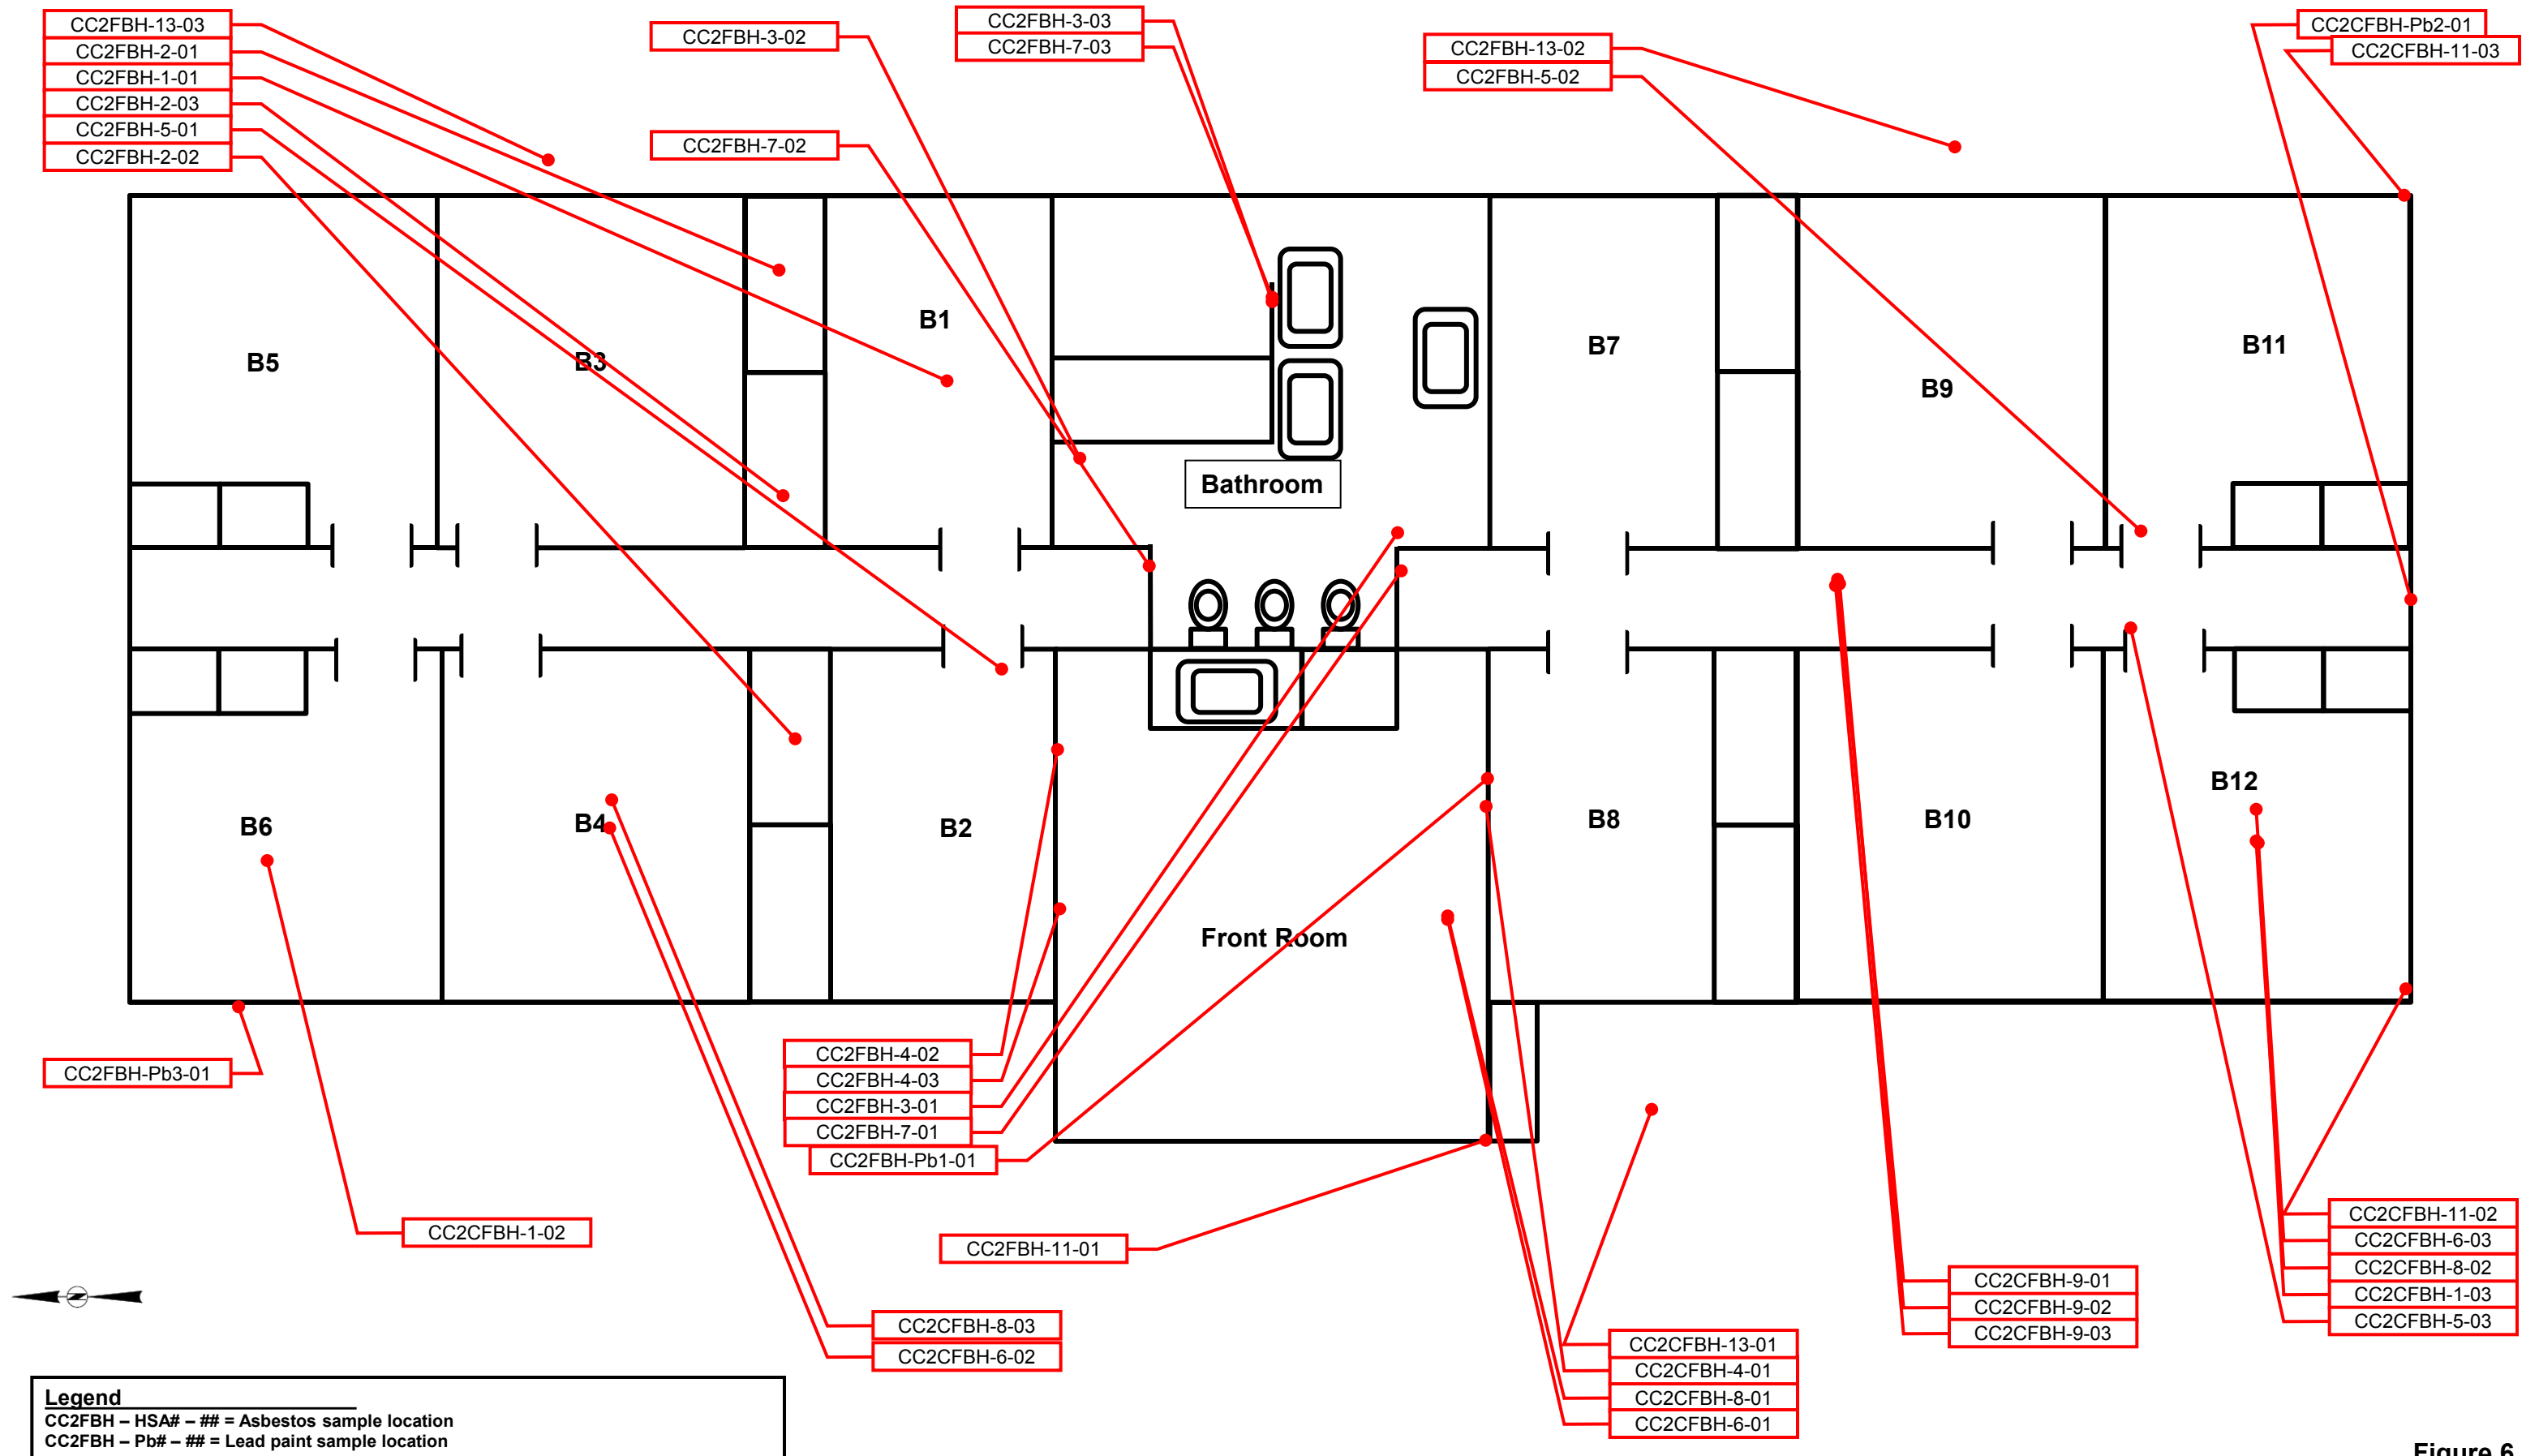 CC2FBH-13-03
CC2FBH-2-01
CC2FBH-1-01
CC2FBH-2-03
CC2FBH-5-01
CC2FBH-2-02
CC2FBH-3-02
CC2FBH-7-02
CC2FBH-3-03
CC2FBH-7-03
CC2FBH-13-02
CC2FBH-5-02
CC2CFBH-Pb2-01
CC2CFBH-11-03
B5
B3
B1
Bathroom
B7
B9
B11
B6
B4
B2
Front Room
B8
B10
B12
CC2FBH-Pb3-01
CC2FBH-4-02
CC2FBH-4-03
CC2FBH-3-01
CC2FBH-7-01
CC2FBH-Pb1-01
CC2CFBH-1-02
CC2FBH-11-01
CC2CFBH-8-03
CC2CFBH-6-02
CC2CFBH-13-01
CC2CFBH-4-01
CC2CFBH-8-01
CC2CFBH-6-01
CC2CFBH-9-01
CC2CFBH-9-02
CC2CFBH-9-03
CC2CFBH-11-02
CC2CFBH-6-03
CC2CFBH-8-02
CC2CFBH-1-03
CC2CFBH-5-03
Legend
CC2FBH – HSA# – ## = Asbestos sample location
CC2FBH – Pb# – ## = Lead paint sample location
Figure 6